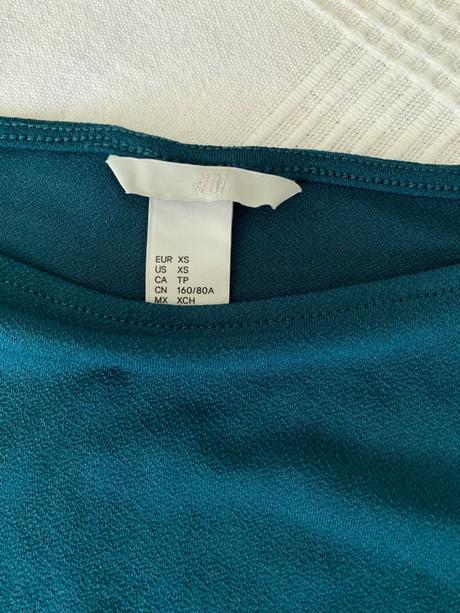 H&M
EUR XS
US XS
CA TP
CN 160/80A
MX XCH